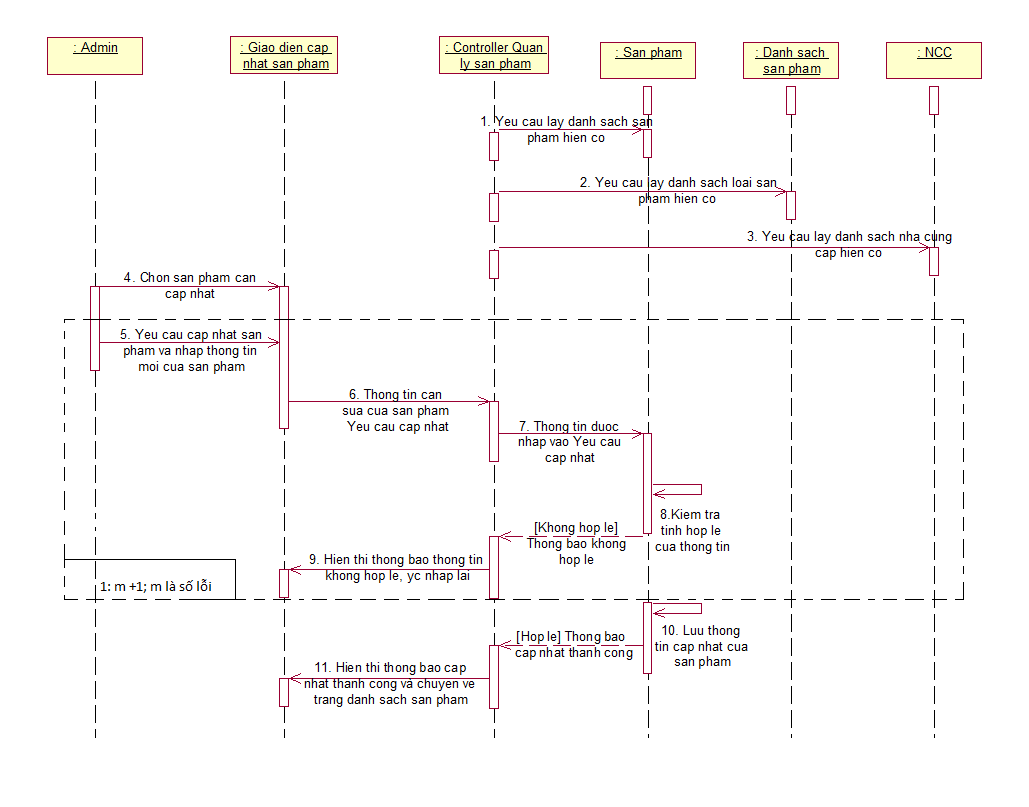 : Admin
: Giao dien cap
nhat san pham
: Controller Quan
ly san pham
: San pham
: Danh sach
san pham
: NCC
1. Yeu cau lay danh sach san
pham hien co
2. Yeu cau lay danh sach loai san
pham hien co
3. Yeu cau lay danh sach nha cung
cap hien co
4. Chon san pham can
cap nhat
5. Yeu cau cap nhat san
pham va nhap thong tin
moi cua san pham
6. Thong tin can
sua cua san pham
Yeu cau cap nhat
7. Thong tin duoc
nhap vao Yeu cau
cap nhat
8.Kiem tra
tinh hop le
cua thong tin
[Khong hop le]
Thong bao khong
hop le
9. Hien thi thong bao thong tin
khong hop le, yc nhap lai
1: m +1; m là số lỗi
10. Luu thong
tin cap nhat cua
san pham
[Hop le] Thong bao
cap nhat thanh cong
11. Hien thi thong bao cap
nhat thanh cong và chuyen ve
trang danh sach san pham